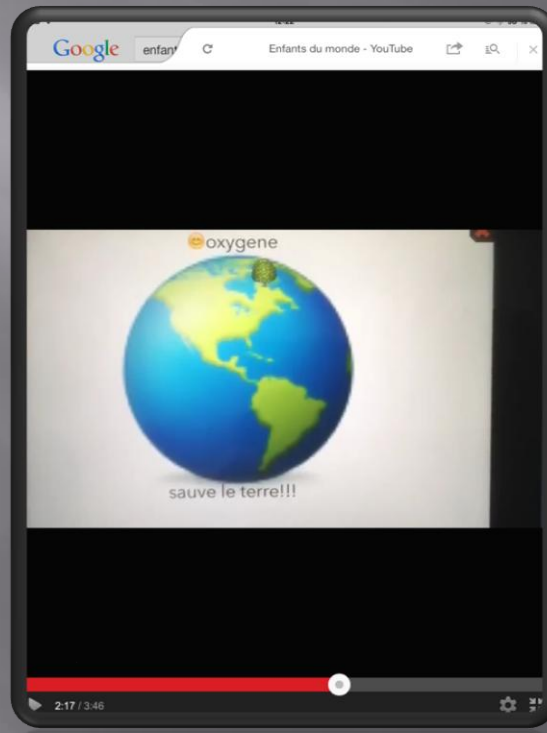 Google
enfant
Enfants du monde - YouTube
oxygene
sauve le terre!!!
2:17 / 3:46